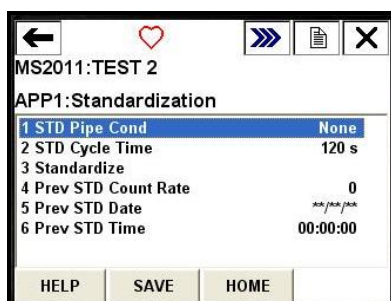 MS2011:TEST 2
APP1:Standardization
1 STD Pipe Cond None
2 STD Cycle Time 120 s
3 Standardize
4 Prev STD Count Rate 0
5 Prev STD Date **/**/**
6 Prev STD Time 00:00:00
HELP SAVE HOME